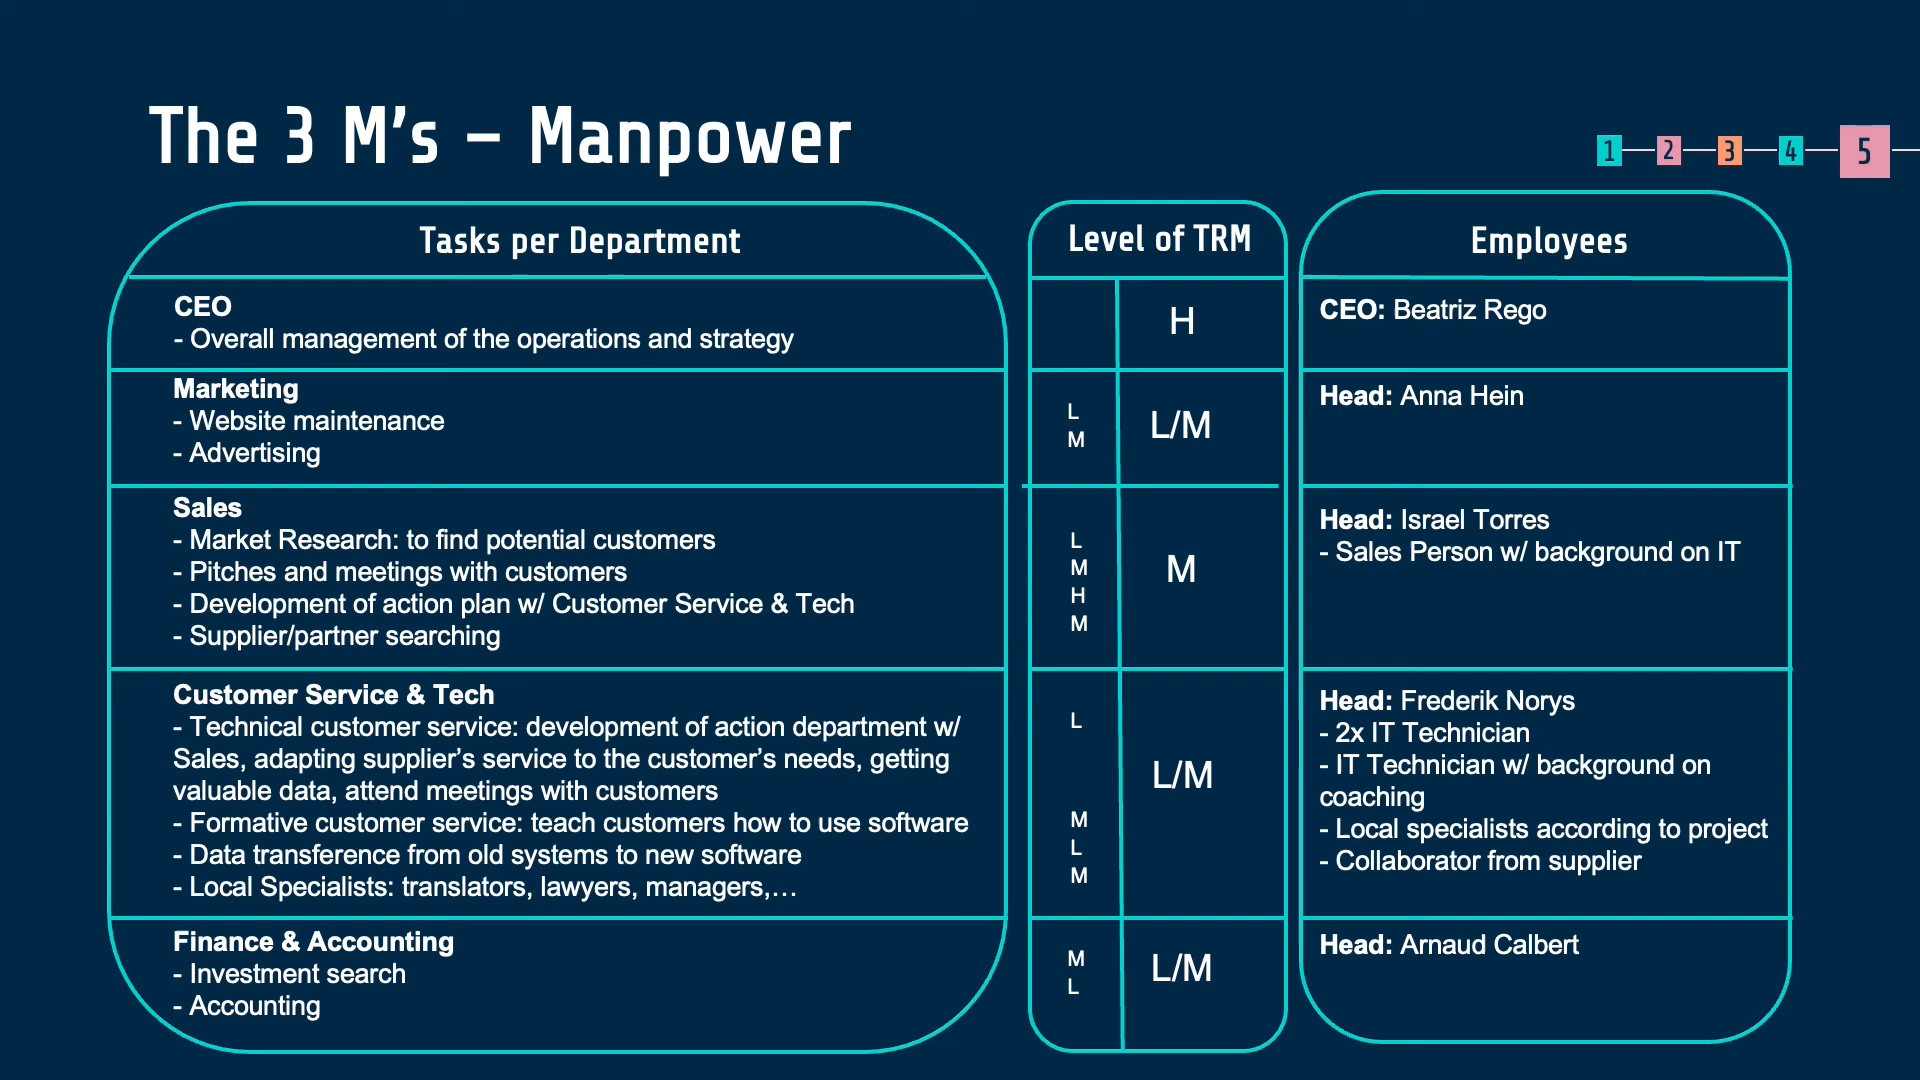 The 3 M's – Manpower
1 2 3 4 5
Tasks per Department
Level of TRM
Employees
CEO
- Overall management of the operations and strategy
H
CEO: Beatriz Rego
Marketing
- Website maintenance
- Advertising
L
M
L/M
Head: Anna Hein
Sales
- Market Research: to find potential customers
- Pitches and meetings with customers
- Development of action plan w/ Customer Service & Tech
- Supplier/partner searching
L
M
H
M
M
Head: Israel Torres
- Sales Person w/ background on IT
Customer Service & Tech
- Technical customer service: development of action department w/
Sales, adapting supplier's service to the customer's needs, getting
valuable data, attend meetings with customers
- Formative customer service: teach customers how to use software
- Data transference from old systems to new software
- Local Specialists: translators, lawyers, managers,…
L
M
L
M
L/M
Head: Frederik Norys
- 2x IT Technician
- IT Technician w/ background on
coaching
- Local specialists according to project
- Collaborator from supplier
Finance & Accounting
- Investment search
- Accounting
M
L
L/M
Head: Arnaud Calbert